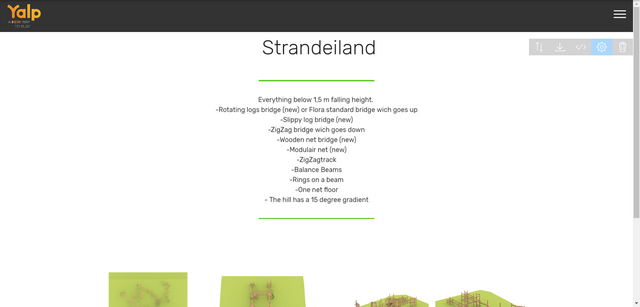 Yalp
Strandeiland
Everything below 1,5 m falling height.
-Rotating logs bridge (new) or Flora standard bridge wich goes up
-Slippy log bridge (new)
-ZigZag bridge wich goes down
-Wooden net bridge (new)
-Modulair net (new)
-ZigZagtrack
-Balance Beams
-Rings on a beam
-One net floor
- The hill has a 15 degree gradient